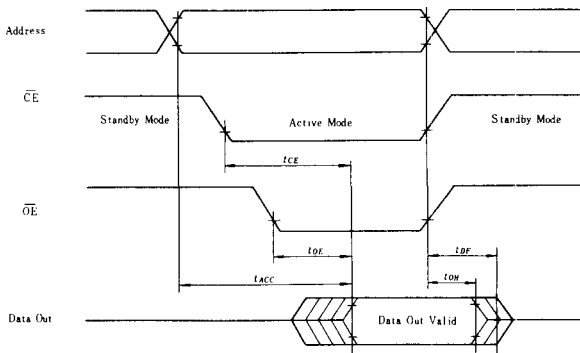 Address
CE
Standby Mode
Active Mode
Standby Mode
tCE
OE
tOE
tDF
tACC
tOH
Data Out
Data Out Valid